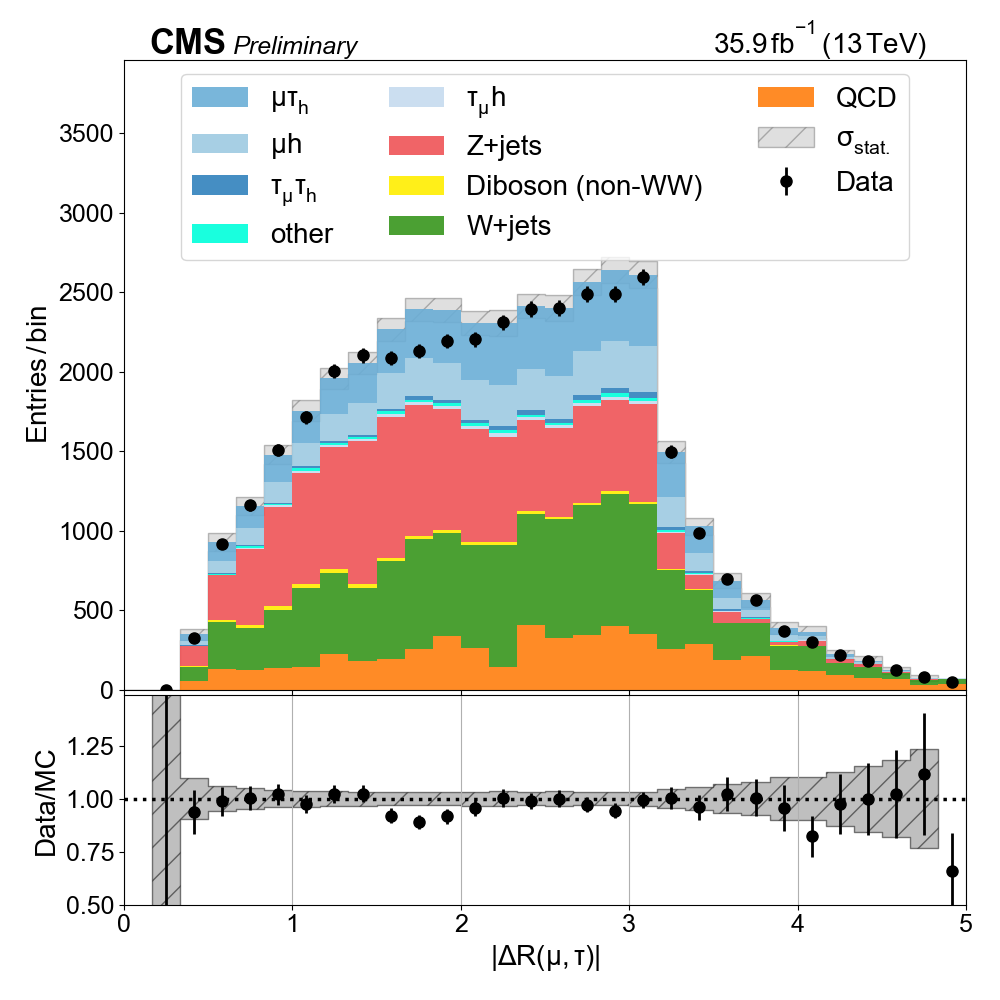 CMS Preliminary 35.9 fb⁻¹ (13 TeV)
μτ_h τ_μh QCD
μh Z+jets σ_stat.
τ_μτ_h Diboson (non-WW) Data
other W+jets
Entries / bin
3500
3000
2500
2000
1500
1000
500
0
Data/MC
1.25
1.00
0.75
0.50
0 1 2 3 4 5
|ΔR(μ, τ)|